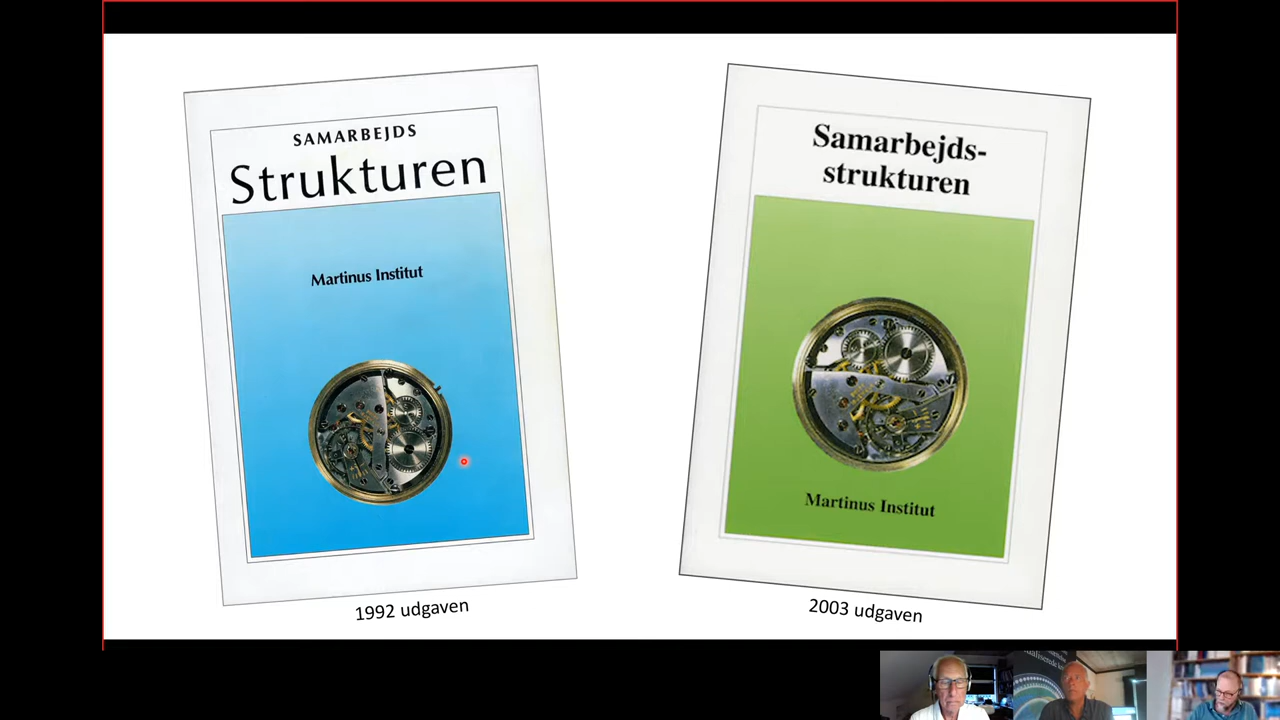 SAMARBEJDS
Strukturen
Martinus Institut
1992 udgaven
Samarbejds-
strukturen
Martinus Institut
2003 udgaven